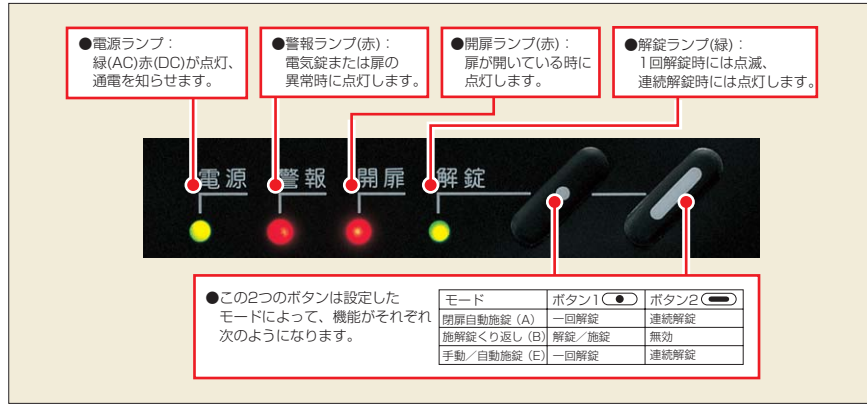 ●電源ランプ：
緑(AC)赤(DC)が点灯、
通電を知らせます。
●警報ランプ(赤)：
電気錠または扉の
異常時に点灯します。
●開扉ランプ(赤)：
扉が開いている時に
点灯します。
●解錠ランプ(緑)：
1回解錠時には点滅、
連続解錠時には点灯します。
電源 警報 開扉 解錠
●この2つのボタンは設定した
モードによって、機能がそれぞれ
次のようになります。
モード ボタン1 ボタン2
閉扉自動施錠（A） 一回解錠 連続解錠
施解錠くり返し（B） 解錠／施錠 無効
手動／自動施錠（E） 一回解錠 連続解錠